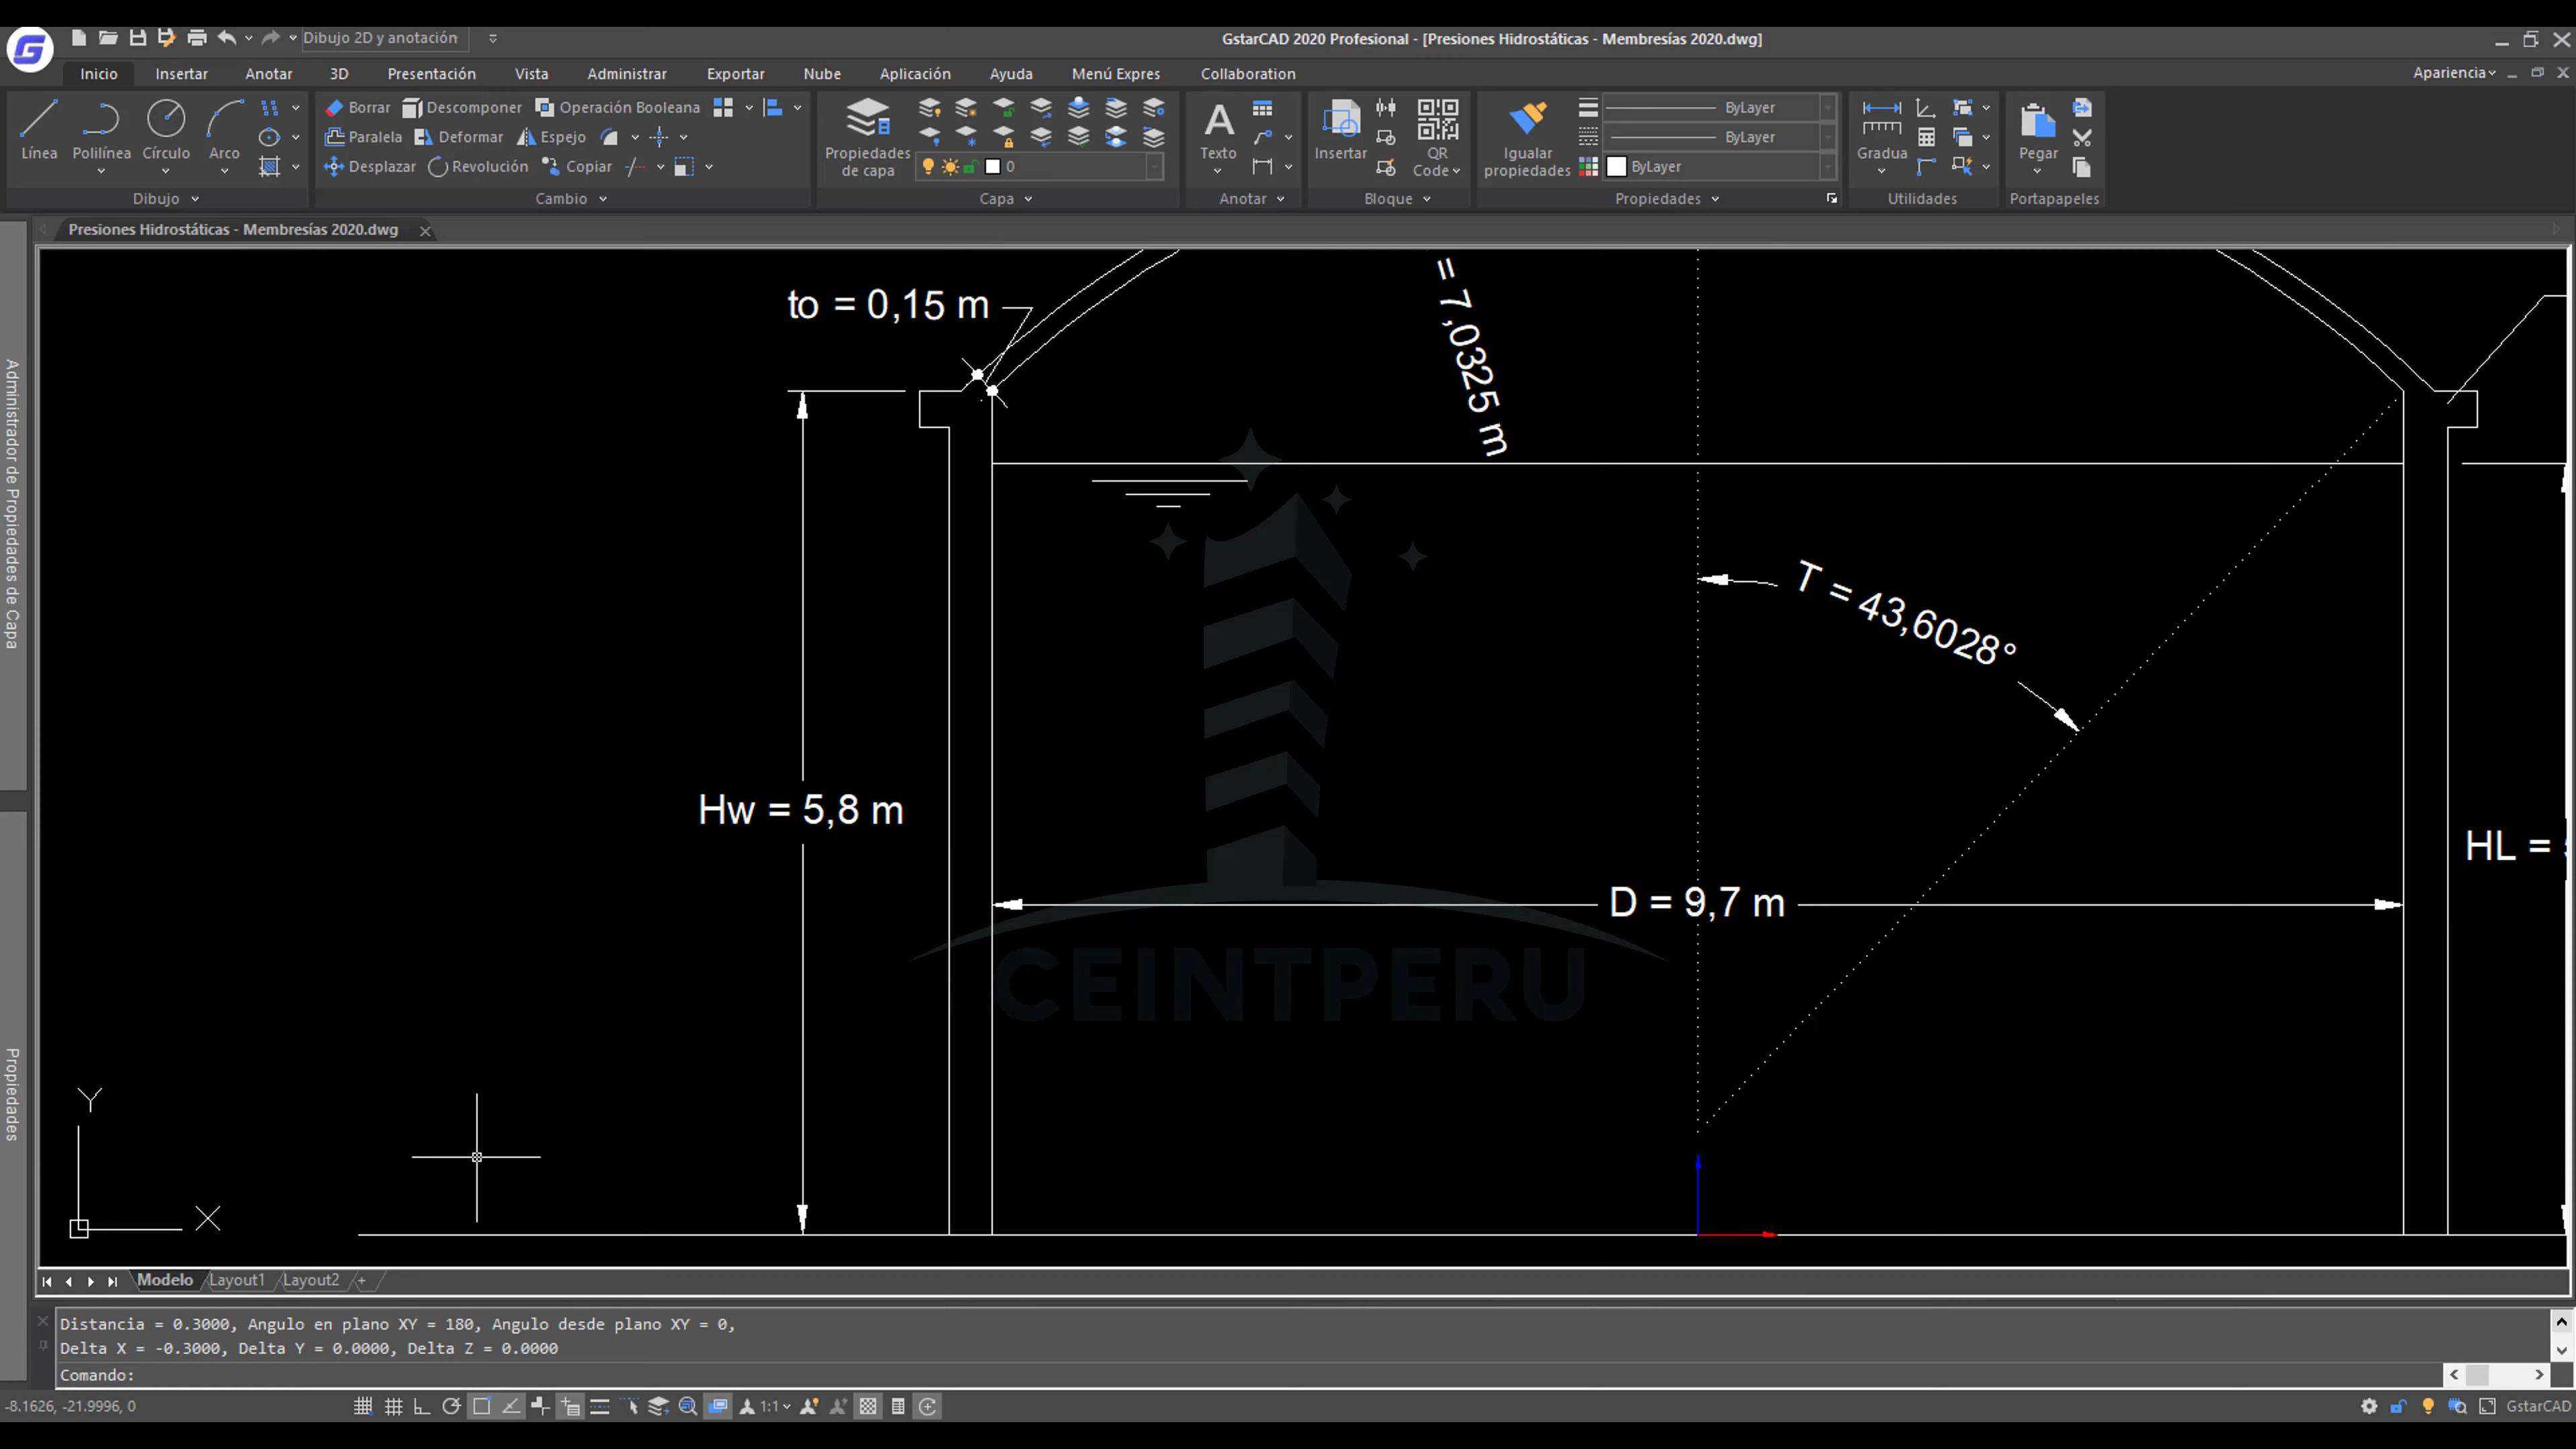 Dibujo 2D y anotación
GstarCAD 2020 Profesional - [Presiones Hidrostáticas - Membresías 2020.dwg]
Inicio Insertar Anotar 3D Presentación Vista Administrar Exportar Nube Aplicación Ayuda Menú Expres Collaboration Apariencia
Línea Polilínea Círculo Arco
Dibujo
Borrar Descomponer Operación Booleana
Paralela Deformar Espejo
Desplazar Revolución Copiar
Cambio
Propiedades de capa
0
Capa
Texto
Anotar
Insertar
QR Code
Bloque
Igualar propiedades
ByLayer
ByLayer
ByLayer
Propiedades
Gradua
Utilidades
Pegar
Portapapeles
Presiones Hidrostáticas - Membresías 2020.dwg
Administrador de Propiedades de Capa
Propiedades
to = 0,15 m
= 7,0325 m
T = 43,6028°
Hw = 5,8 m
HL =
D = 9,7 m
CEINTPERU
Y
X
Modelo Layout1 Layout2 +
Distancia = 0.3000, Angulo en plano XY = 180, Angulo desde plano XY = 0,
Delta X = -0.3000, Delta Y = 0.0000, Delta Z = 0.0000
Comando:
-8.1626, -21.9996, 0
1:1
GstarCAD